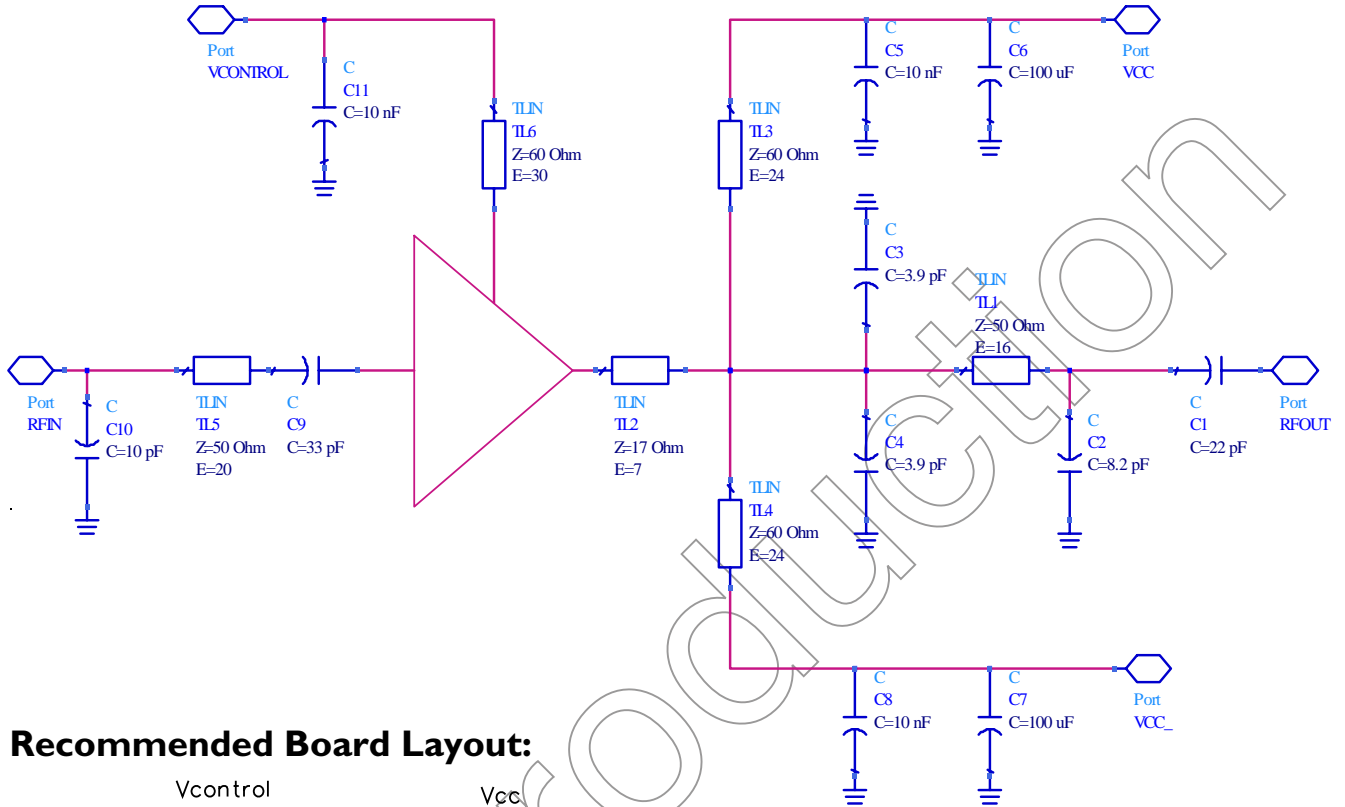 Port
VCONTROL
C
C11
C=10 nF
TLIN
TL6
Z=60 Ohm
E=30
TLIN
TL3
Z=60 Ohm
E=24
C
C5
C=10 nF
C
C6
C=100 uF
Port
VCC
C
C3
C=3.9 pF
TLIN
TL1
Z=50 Ohm
E=16
Port
RFIN
C
C10
C=10 pF
TLIN
TL5
Z=50 Ohm
E=20
C
C9
C=33 pF
TLIN
TL2
Z=17 Ohm
E=7
C
C4
C=3.9 pF
C
C2
C=8.2 pF
C
C1
C=22 pF
Port
RFOUT
TLIN
TL4
Z=60 Ohm
E=24
C
C8
C=10 nF
C
C7
C=100 uF
Port
VCC_
Recommended Board Layout:
Vcontrol
Vcc
roduction